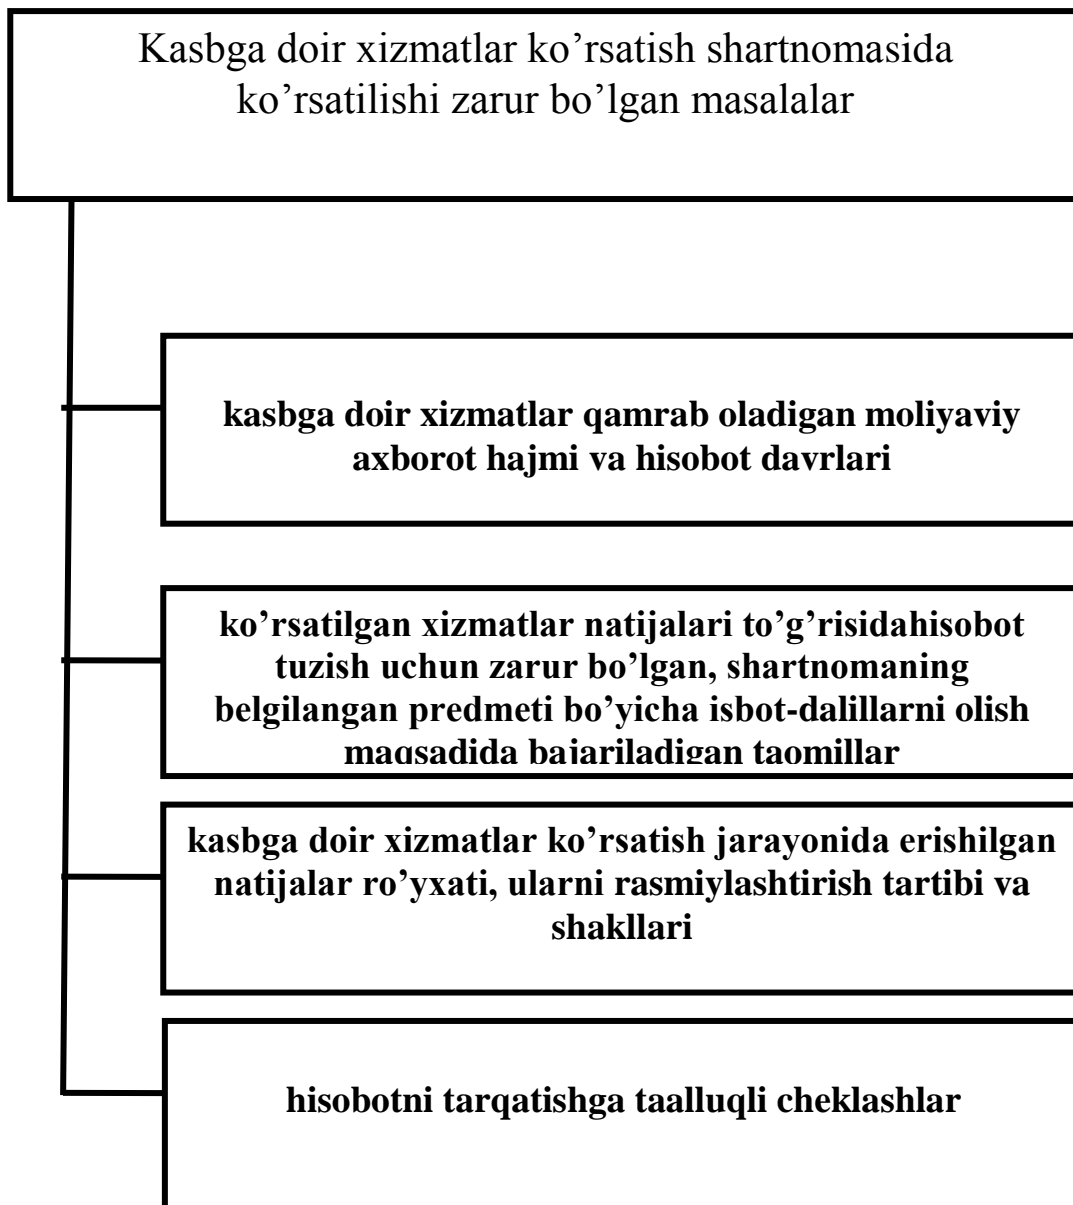 Kasbga doir xizmatlar ko’rsatish shartnomasida
ko’rsatilishi zarur bo’lgan masalalar
kasbga doir xizmatlar qamrab oladigan moliyaviy
axborot hajmi va hisobot davrlari
ko’rsatilgan xizmatlar natijalari to’g’risidahisobot
tuzish uchun zarur bo’lgan, shartnomaning
belgilangan predmeti bo’yicha isbot-dalillarni olish
maqsadida bajariladigan taomillar
kasbga doir xizmatlar ko’rsatish jarayonida erishilgan
natijalar ro’yxati, ularni rasmiylashtirish tartibi va
shakllari
hisobotni tarqatishga taalluqli cheklashlar